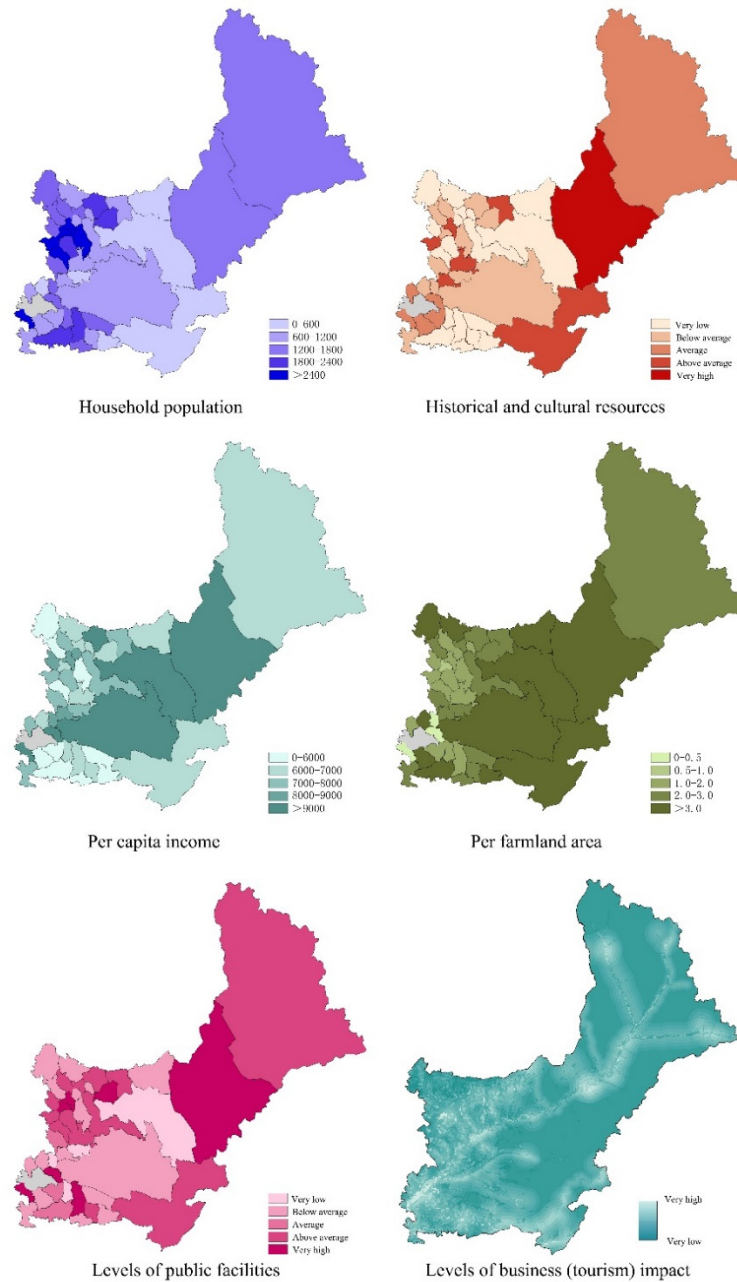 0-600
600-1200
1200-1800
1800-2400
>2400
Household population
Very low
Below average
Average
Above average
Very high
Historical and cultural resources
0-6000
6000-7000
7000-8000
8000-9000
>9000
Per capita income
0-0.5
0.5-1.0
1.0-2.0
2.0-3.0
>3.0
Per farmland area
Very low
Below average
Average
Above average
Very high
Levels of public facilities
Very high
Very low
Levels of business (tourism) impact